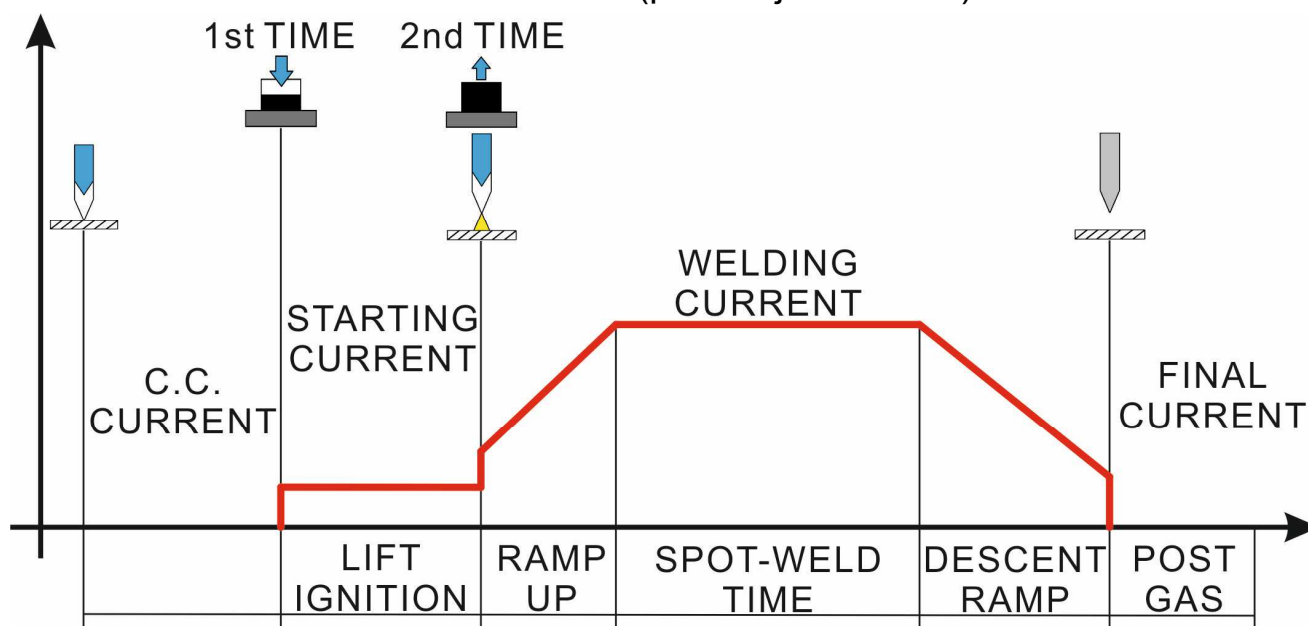 1st TIME
2nd TIME
WELDING
CURRENT
STARTING
CURRENT
C.C.
CURRENT
FINAL
CURRENT
LIFT
IGNITION
RAMP
UP
SPOT-WELD
TIME
DESCENT
RAMP
POST
GAS